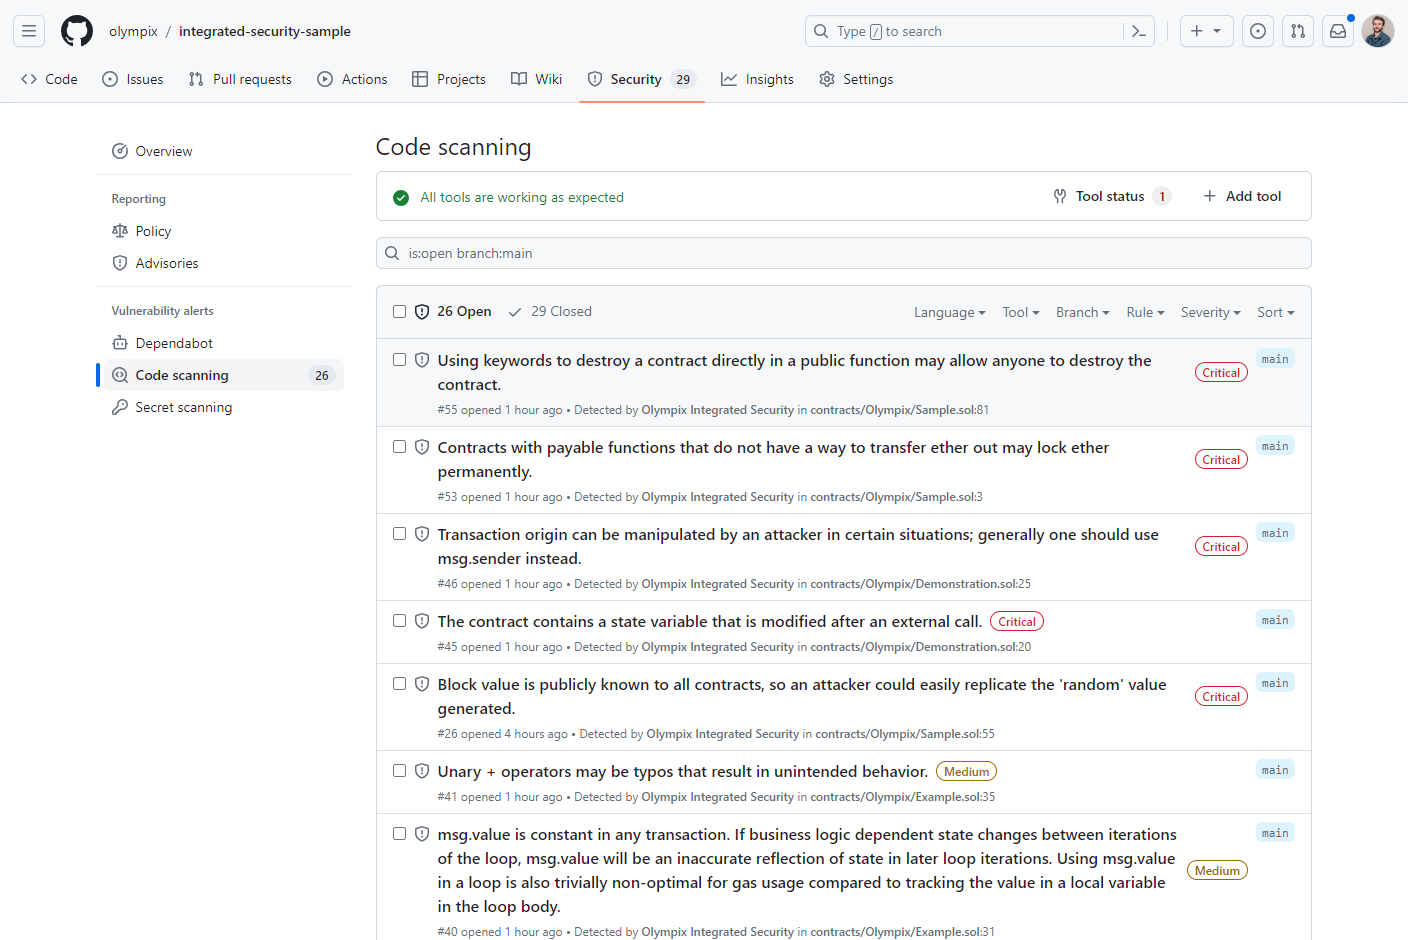 olympix / integrated-security-sample
Type / to search
Code
Issues
Pull requests
Actions
Projects
Wiki
Security 29
Insights
Settings
Overview
Reporting
Policy
Advisories
Vulnerability alerts
Dependabot
Code scanning 26
Secret scanning
Code scanning
All tools are working as expected
Tool status 1
Add tool
is:open branch:main
26 Open
29 Closed
Language
Tool
Branch
Rule
Severity
Sort
Using keywords to destroy a contract directly in a public function may allow anyone to destroy the
contract.
Critical
main
#55 opened 1 hour ago • Detected by Olympix Integrated Security in contracts/Olympix/Sample.sol:81
Contracts with payable functions that do not have a way to transfer ether out may lock ether
permanently.
Critical
main
#53 opened 1 hour ago • Detected by Olympix Integrated Security in contracts/Olympix/Sample.sol:3
Transaction origin can be manipulated by an attacker in certain situations; generally one should use
msg.sender instead.
Critical
main
#46 opened 1 hour ago • Detected by Olympix Integrated Security in contracts/Olympix/Demonstration.sol:25
The contract contains a state variable that is modified after an external call. Critical
main
#45 opened 1 hour ago • Detected by Olympix Integrated Security in contracts/Olympix/Demonstration.sol:20
Block value is publicly known to all contracts, so an attacker could easily replicate the 'random' value
generated.
Critical
main
#26 opened 4 hours ago • Detected by Olympix Integrated Security in contracts/Olympix/Sample.sol:55
Unary + operators may be typos that result in unintended behavior. Medium
main
#41 opened 1 hour ago • Detected by Olympix Integrated Security in contracts/Olympix/Example.sol:35
msg.value is constant in any transaction. If business logic dependent state changes between iterations
of the loop, msg.value will be an inaccurate reflection of state in later loop iterations. Using msg.value
in a loop is also trivially non-optimal for gas usage compared to tracking the value in a local variable
in the loop body.
Medium
main
#40 opened 1 hour ago • Detected by Olympix Integrated Security in contracts/Olympix/Example.sol:31